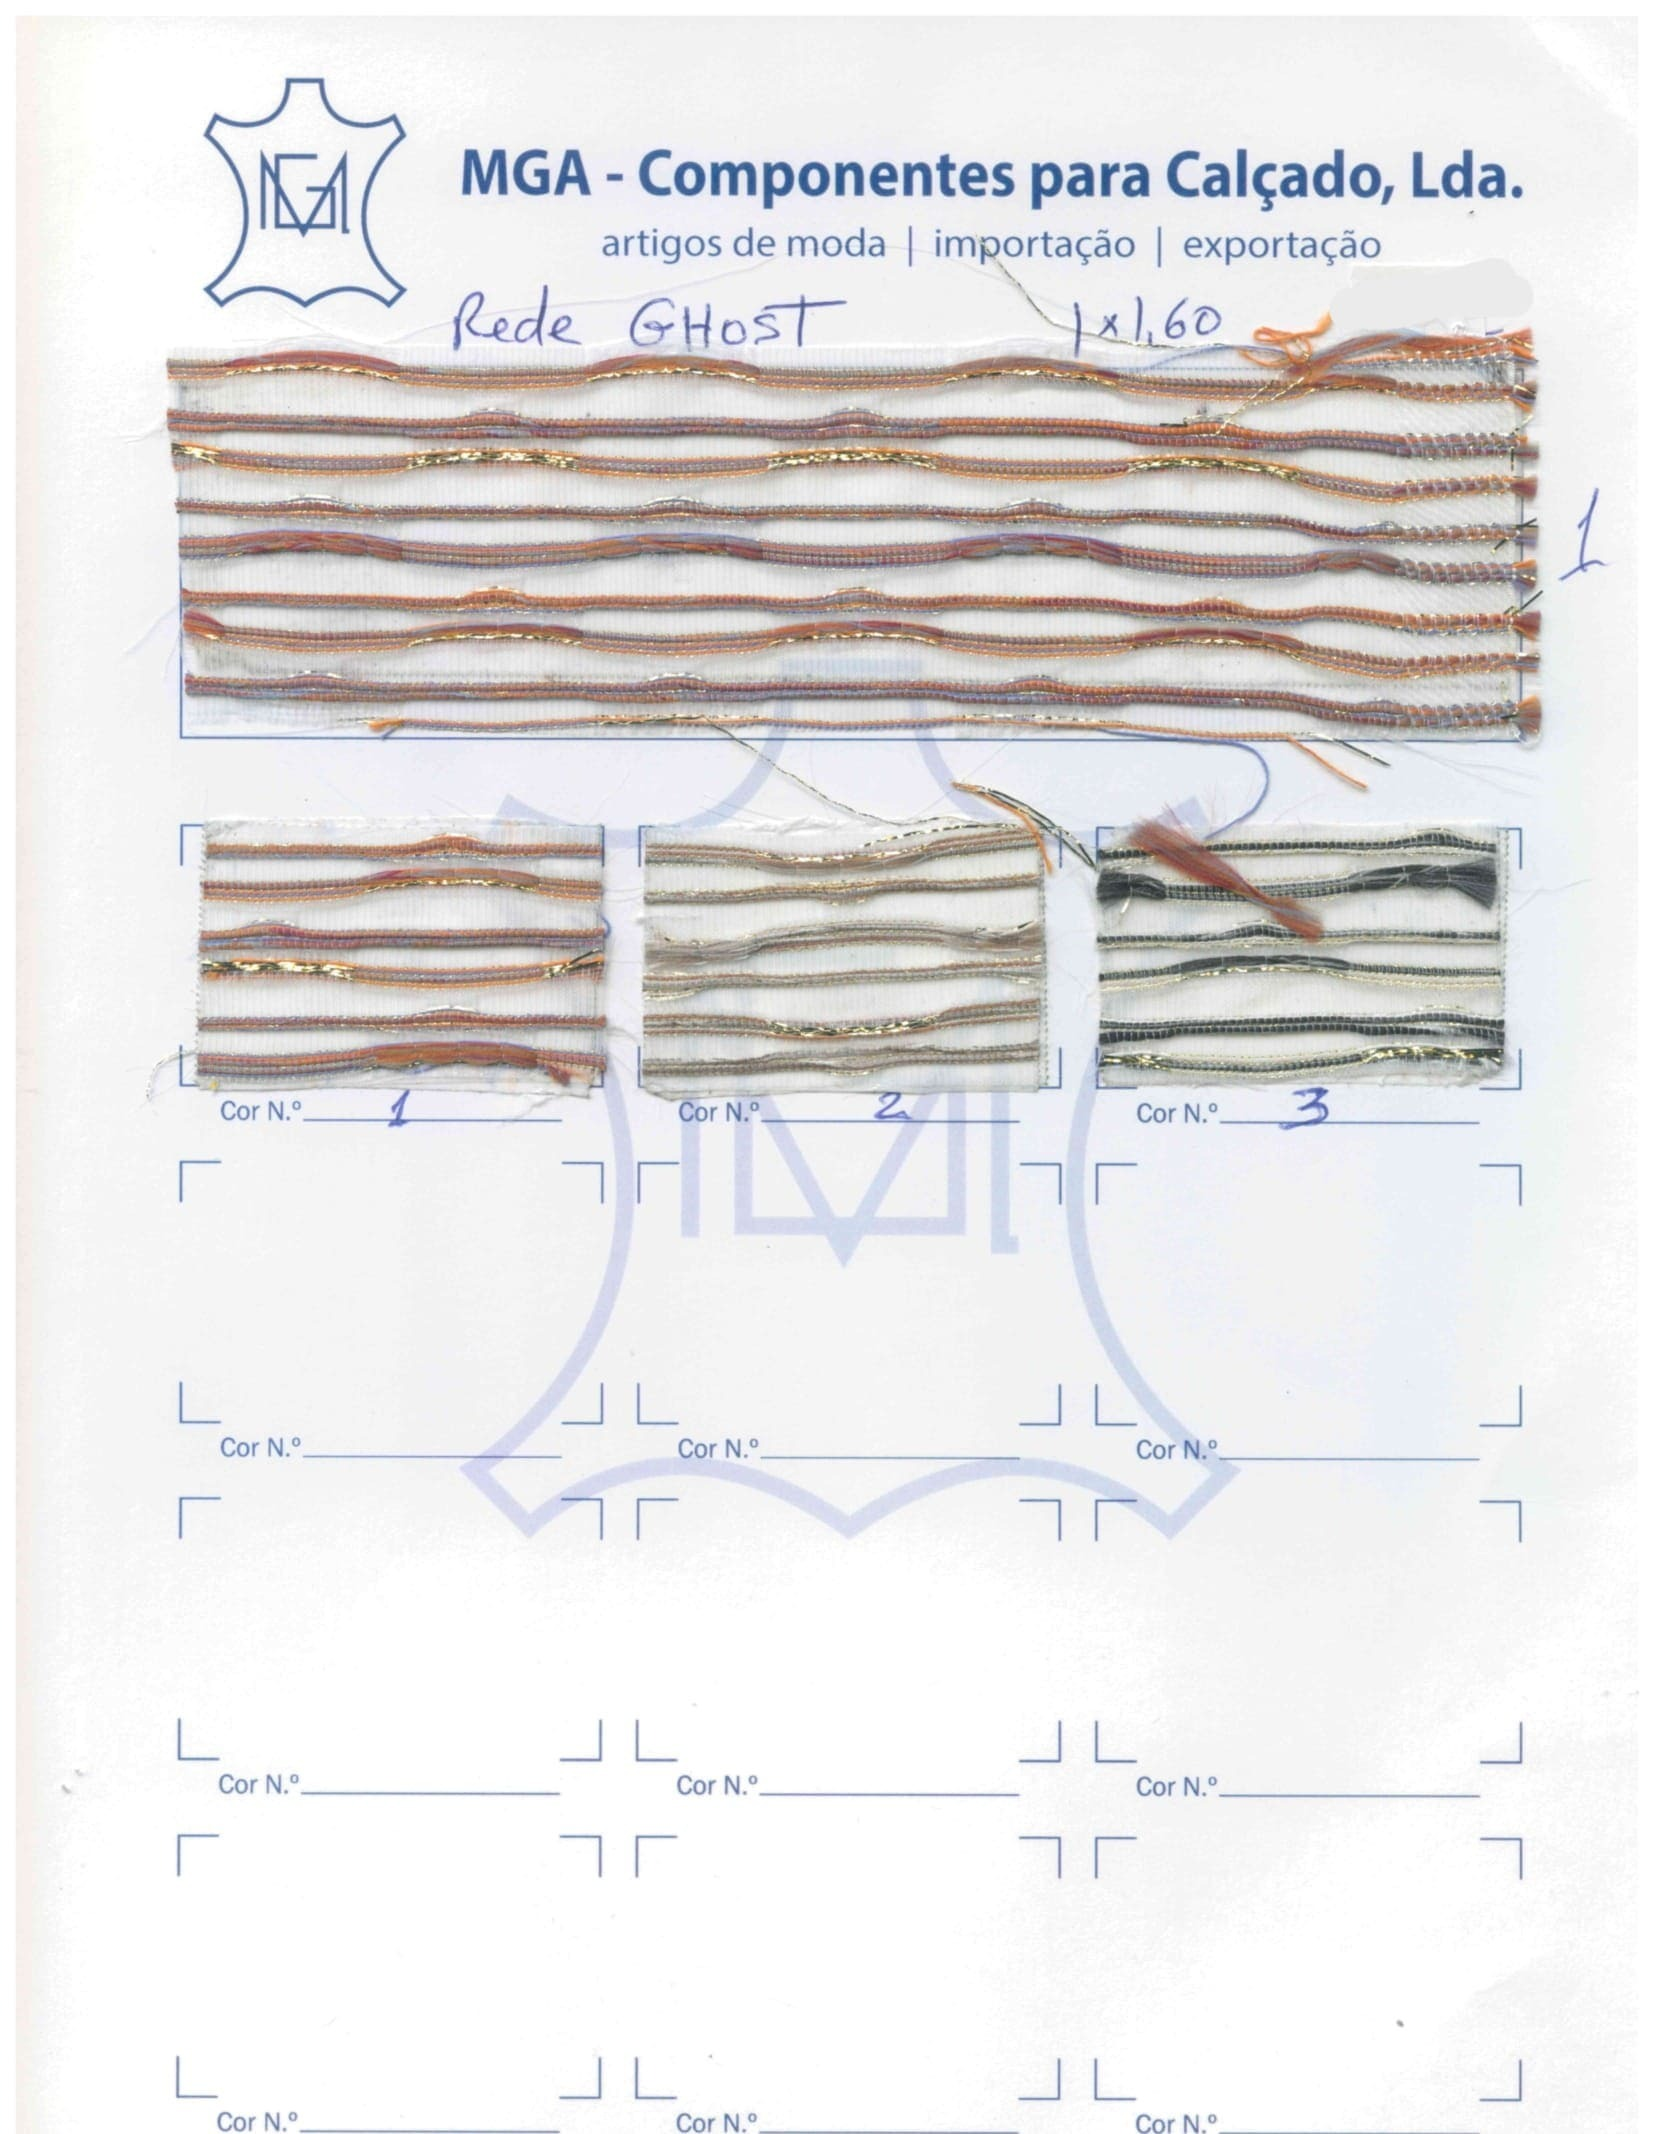 MGA
MGA - Componentes para Calçado, Lda.
artigos de moda | importação | exportação
Rede GHOST 1x1,60
1
Cor N.º 1 Cor N.º 2 Cor N.º 3
Cor N.º Cor N.º Cor N.º
Cor N.º Cor N.º Cor N.º
Cor N.º Cor N.º Cor N.º